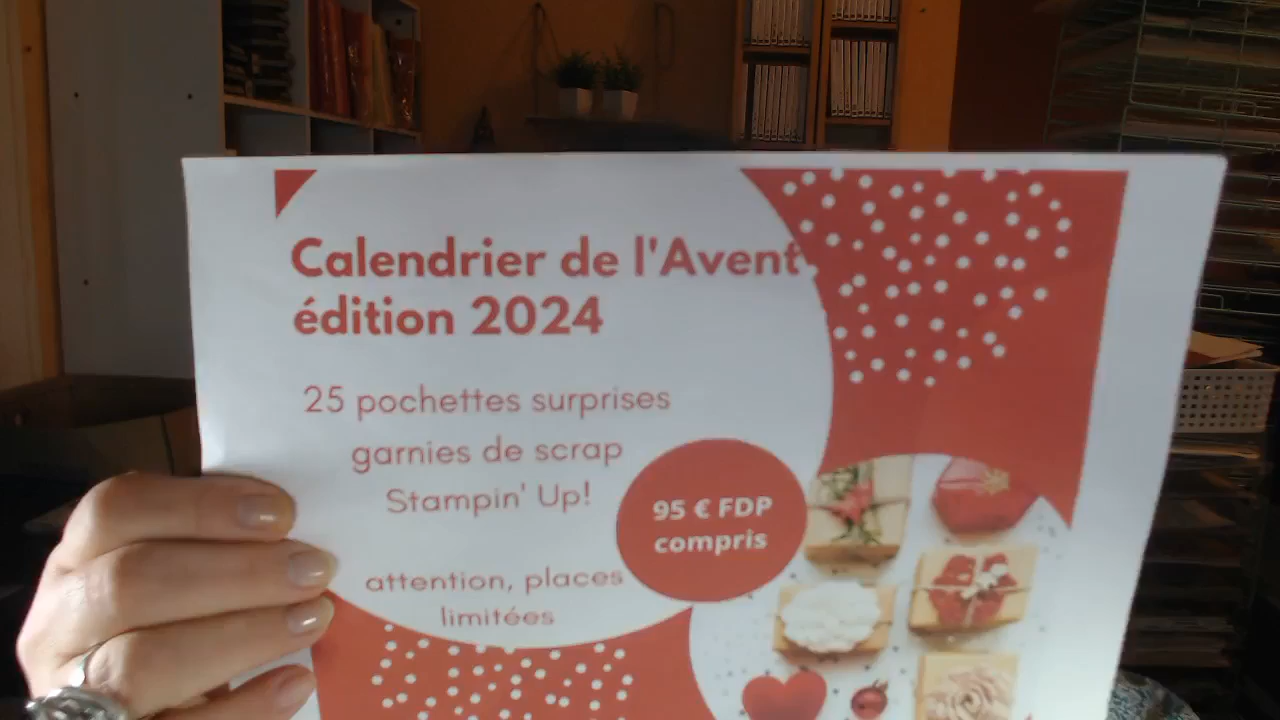 Calendrier de l'Avent
édition 2024
25 pochettes surprises
garnies de scrap
Stampin' Up!
95 € FDP
compris
attention, places
limitées